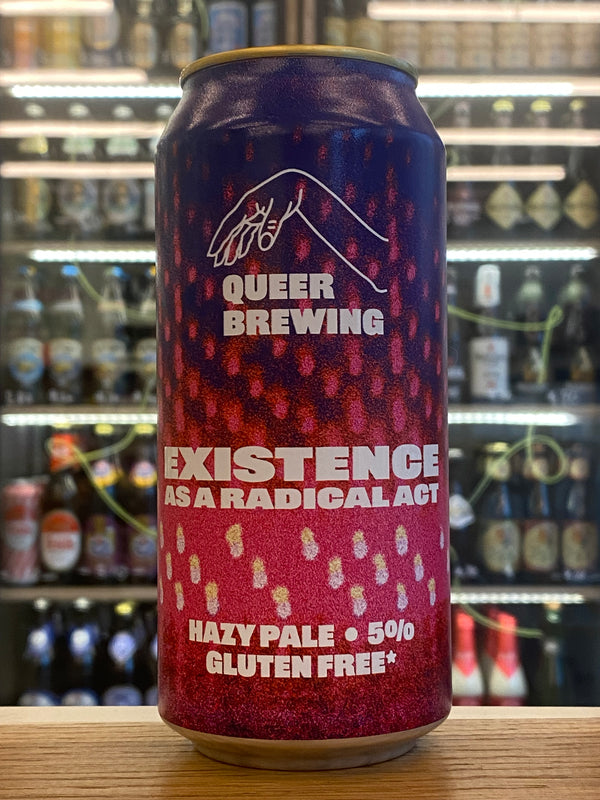 QUEER
BREWING
EXISTENCE
AS A RADICAL ACT
HAZY PALE • 5%
GLUTEN FREE*